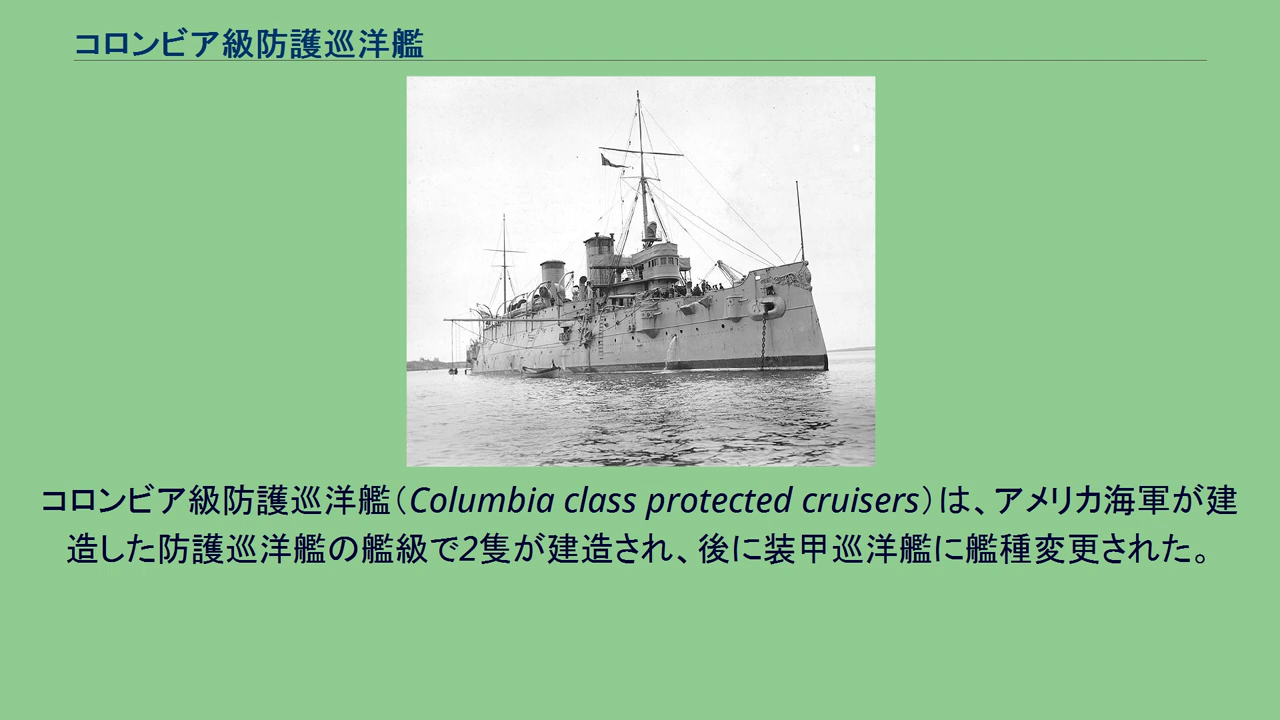 コロンビア級防護巡洋艦
コロンビア級防護巡洋艦（Columbia class protected cruisers）は、アメリカ海軍が建
造した防護巡洋艦の艦級で2隻が建造され、後に装甲巡洋艦に艦種変更された。